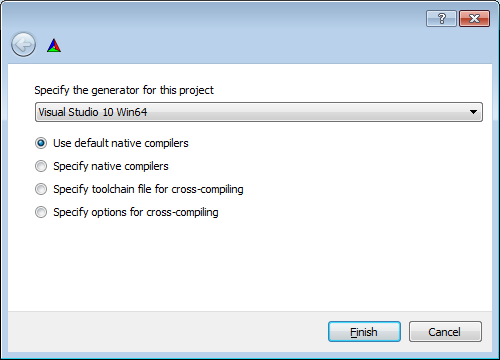 Specify the generator for this project
Visual Studio 10 Win64
Use default native compilers
Specify native compilers
Specify toolchain file for cross-compiling
Specify options for cross-compiling
Finish Cancel